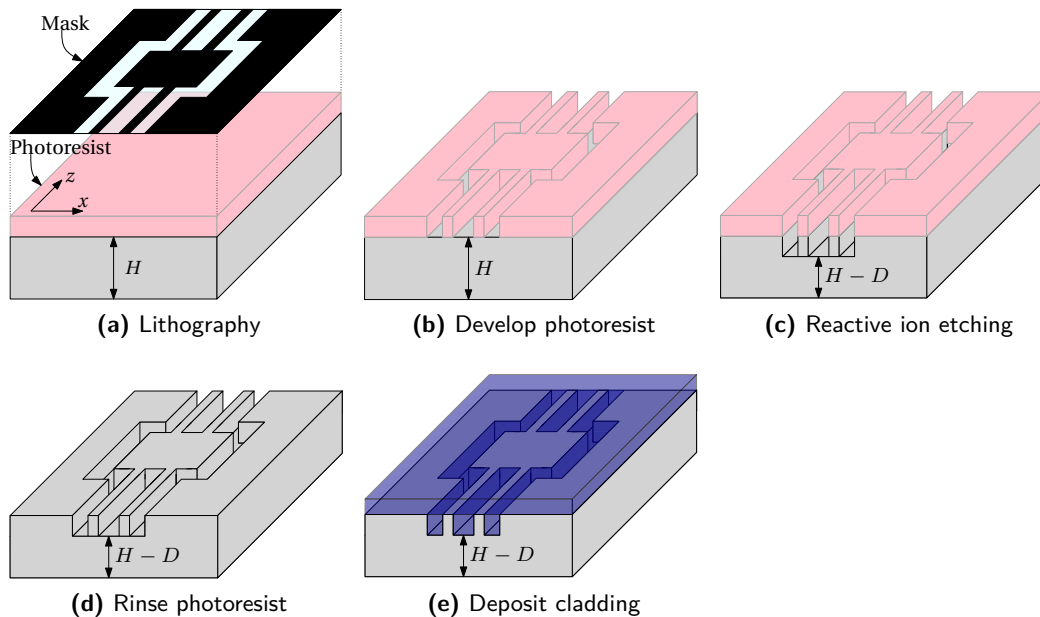 Mask
Photoresist
z
x
H
(a) Lithography
H
(b) Develop photoresist
H − D
(c) Reactive ion etching
H − D
(d) Rinse photoresist
(e) Deposit cladding